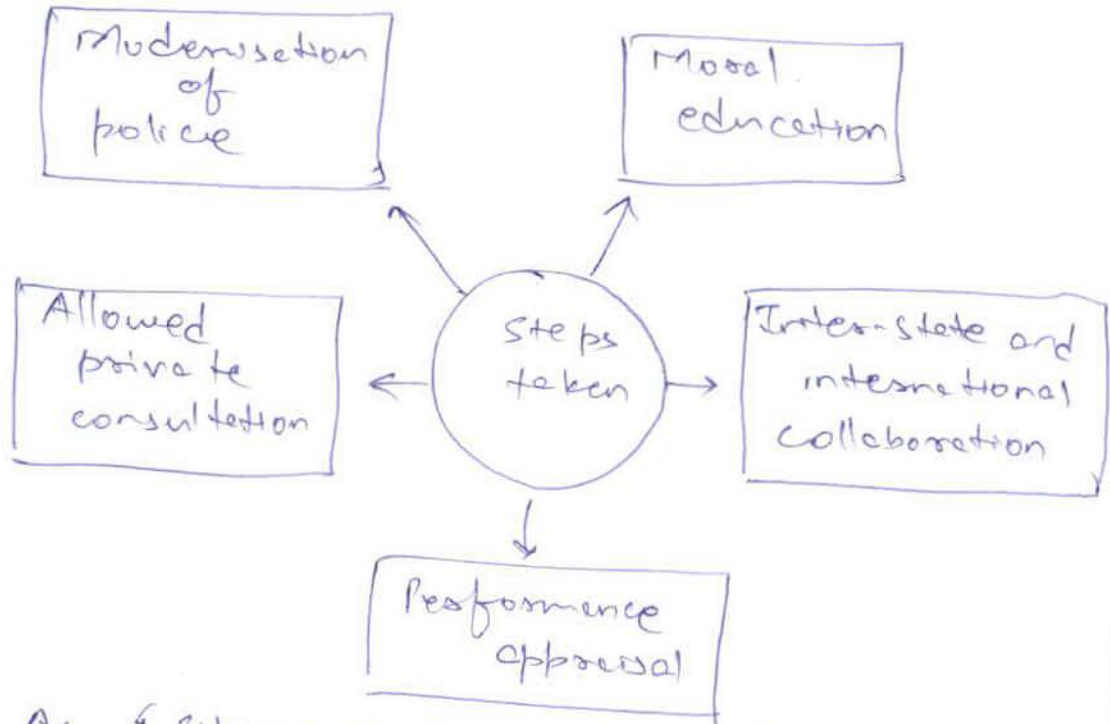 Modernisation
of
police
Moral
education
Allowed
private
consultation
Steps
taken
Inter-state and
international
collaboration
Performance
appraisal